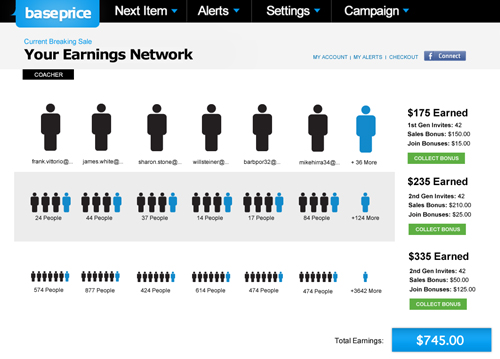 baseprice
Next Item Alerts Settings Campaign
Current Breaking Sale
Your Earnings Network
MY ACCOUNT | MY ALERTS | CHECKOUT
f Connect
COACHER
frank.vittorio@... james.white@... sharon.stone@... willsteiner@... barbpor32@... mikehirra34@... + 36 More
$175 Earned
1st Gen Invites: 42
Sales Bonus: $150.00
Join Bonuses: $15.00
COLLECT BONUS
24 People 44 People 37 People 14 People 17 People 84 People +124 More
$235 Earned
2nd Gen Invites: 42
Sales Bonus: $210.00
Join Bonuses: $25.00
COLLECT BONUS
574 People 877 People 424 People 614 People 474 People 474 People +3642 More
$335 Earned
2nd Gen Invites: 42
Sales Bonus: $50.00
Join Bonuses: $125.00
COLLECT BONUS
Total Earnings: $745.00